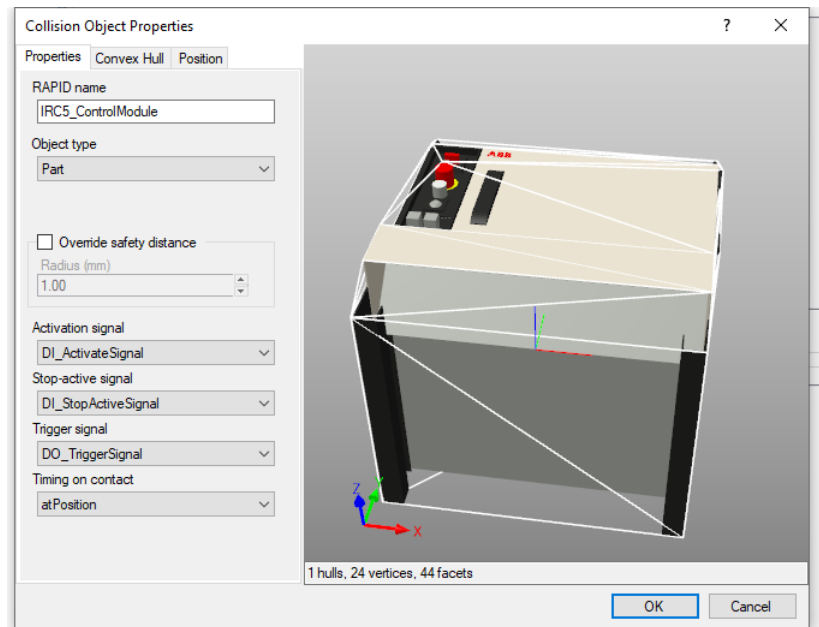 Collision Object Properties ? ×
Properties Convex Hull Position
RAPID name
IRC5_ControlModule
Object type
Part
Override safety distance
Radius (mm)
1.00
Activation signal
DI_ActivateSignal
Stop-active signal
DI_StopActiveSignal
Trigger signal
DO_TriggerSignal
Timing on contact
atPosition
ABB
Z
Y
X
1 hulls, 24 vertices, 44 facets
OK Cancel